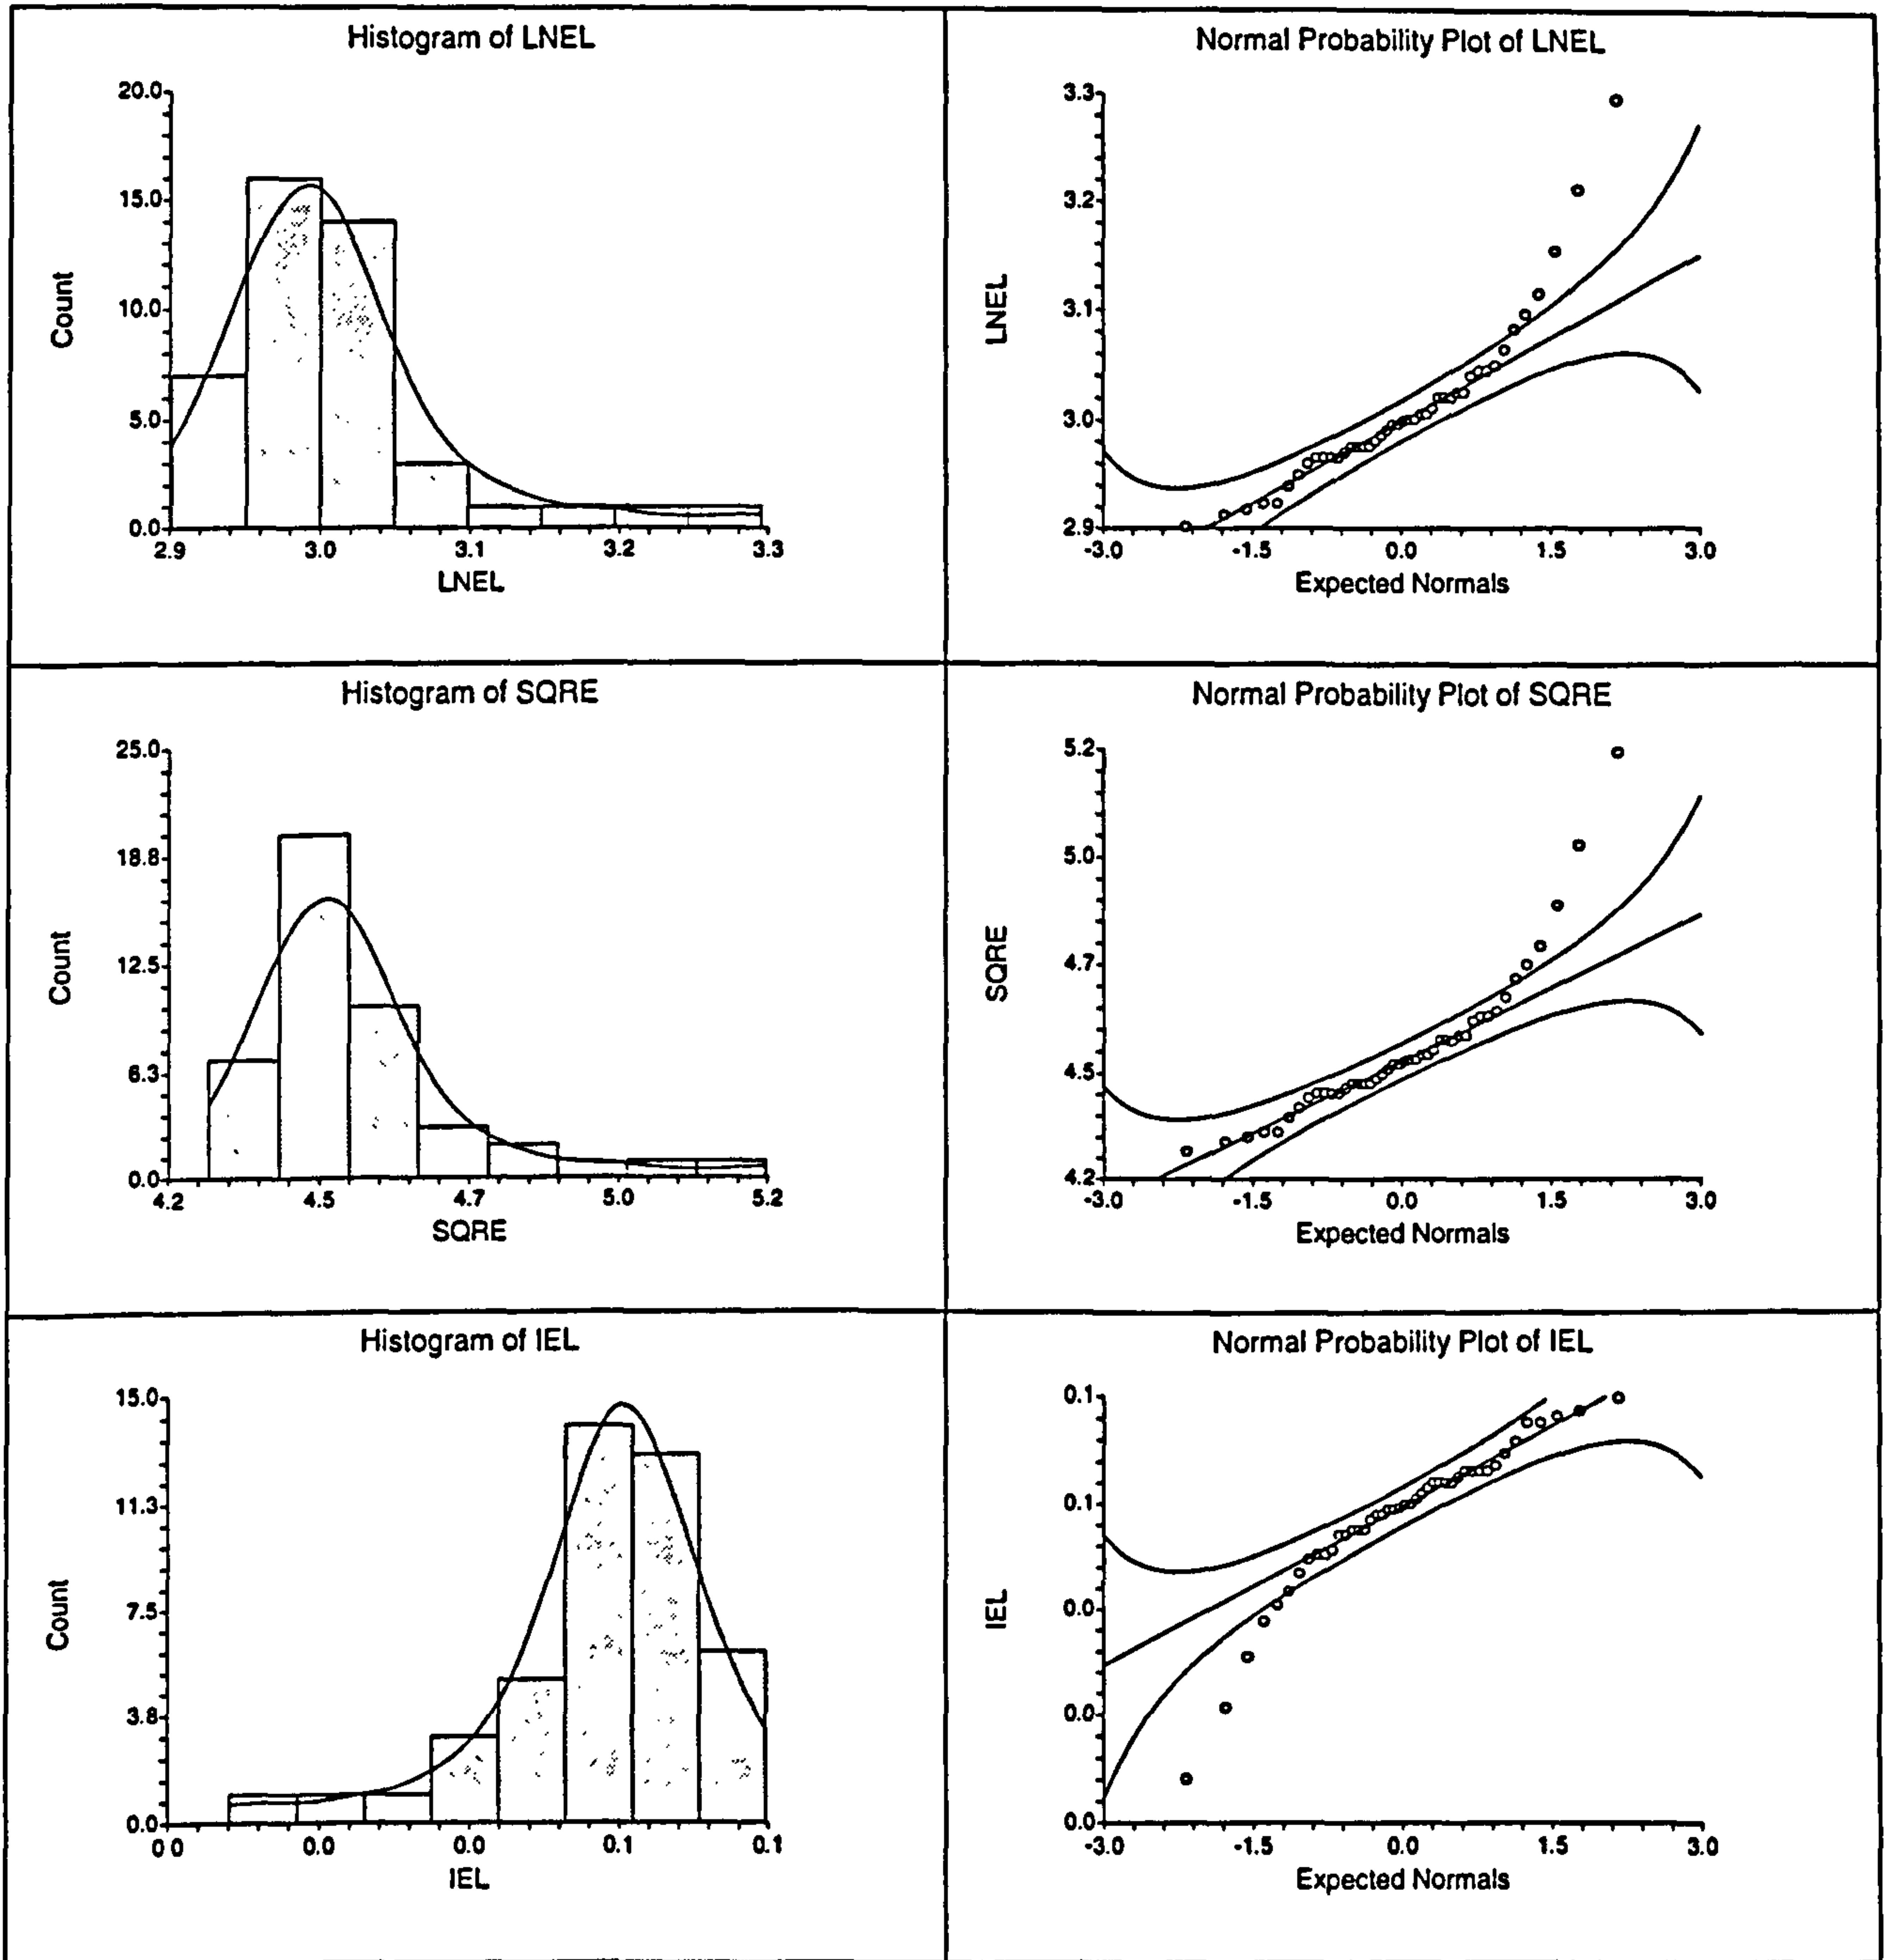 Histogram of LNEL
20.0
15.0
10.0
5.0
0.0
Count
2.9 3.0 3.1 3.2 3.3
LNEL
Normal Probability Plot of LNEL
3.3
3.2
3.1
3.0
2.9
LNEL
-3.0 -1.5 0.0 1.5 3.0
Expected Normals
Histogram of SQRE
25.0
18.8
12.5
6.3
0.0
Count
4.2 4.5 4.7 5.0 5.2
SQRE
Normal Probability Plot of SQRE
5.2
5.0
4.7
4.5
4.2
SQRE
-3.0 -1.5 0.0 1.5 3.0
Expected Normals
Histogram of IEL
15.0
11.3
7.5
3.8
0.0
Count
0.0 0.0 0.0 0.1 0.1
IEL
Normal Probability Plot of IEL
0.1
0.1
0.0
0.0
0.0
IEL
-3.0 -1.5 0.0 1.5 3.0
Expected Normals